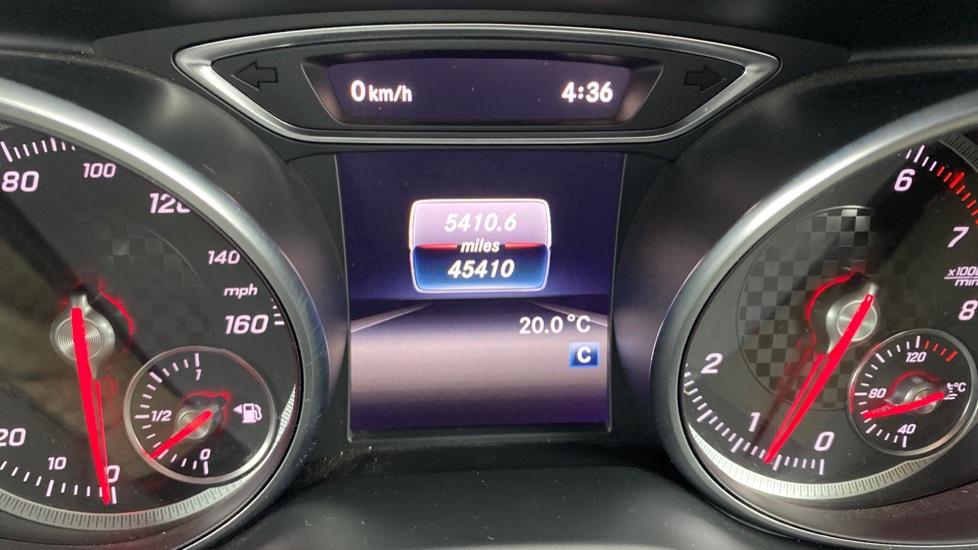 0 km/h 4:36
5410.6
miles
45410
20.0 °C
C
80 100 120 140 mph 160
1 1/2 0
20 10 0
6 7 x1000 min 8
2 1 0
120 80 40 °C